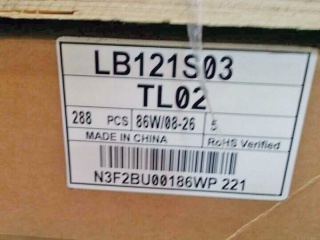 LB121S03
TL02
288 PCS 86W/08-26 5
MADE IN CHINA RoHS Verified
N3F2BU00186WP 221